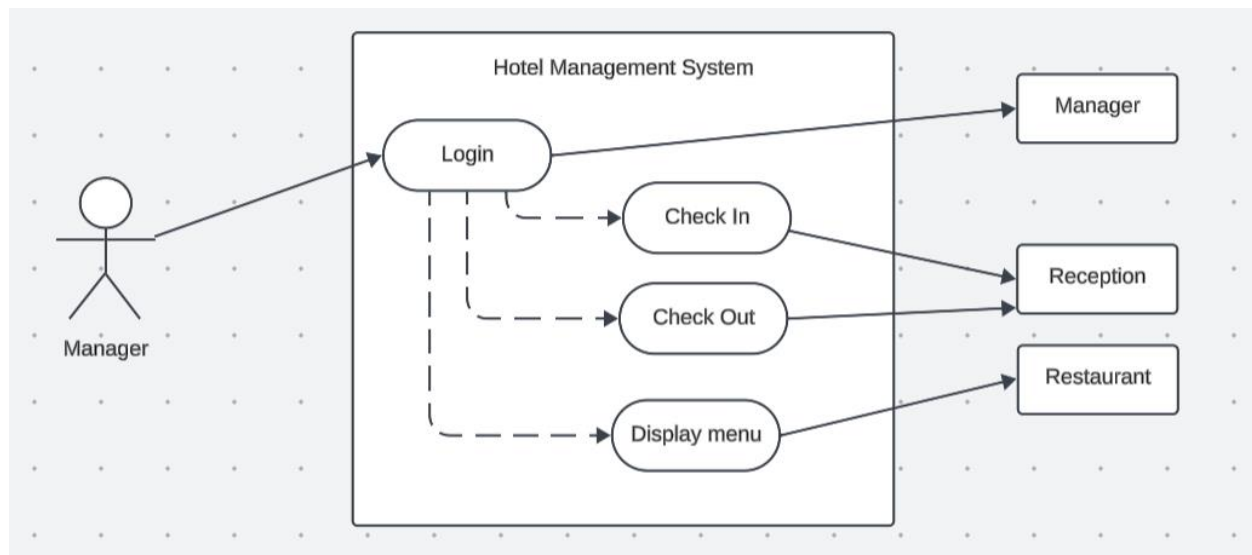 Hotel Management System
Manager
Login
Check In
Reception
Check Out
Manager
Restaurant
Display menu